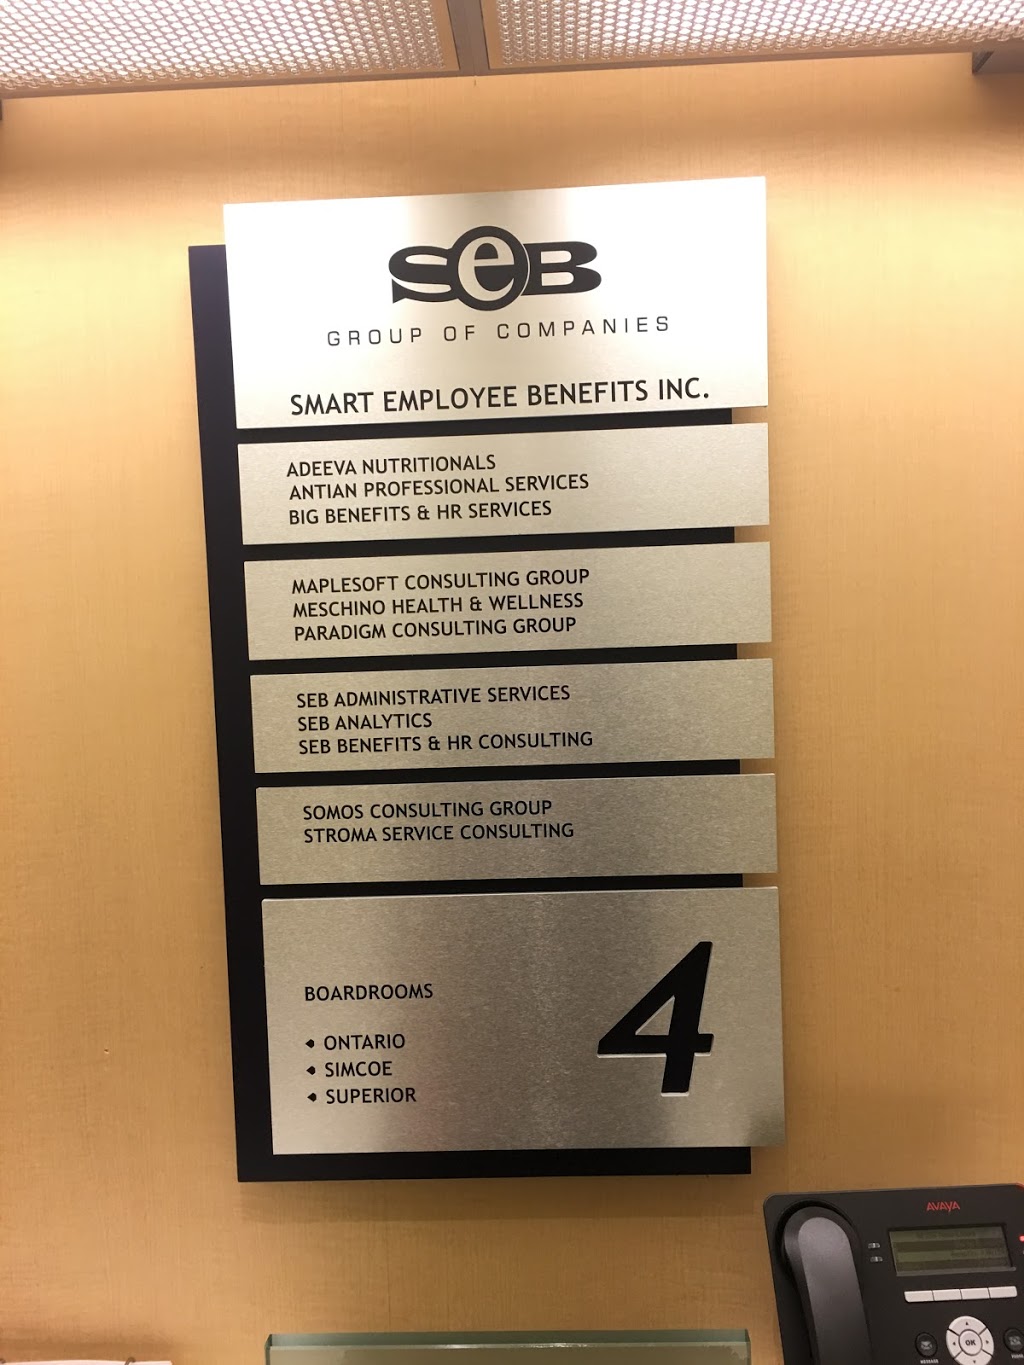 SeB
GROUP OF COMPANIES
SMART EMPLOYEE BENEFITS INC.
ADEEVA NUTRITIONALS
ANTIAN PROFESSIONAL SERVICES
BIG BENEFITS & HR SERVICES
MAPLESOFT CONSULTING GROUP
MESCHINO HEALTH & WELLNESS
PARADIGM CONSULTING GROUP
SEB ADMINISTRATIVE SERVICES
SEB ANALYTICS
SEB BENEFITS & HR CONSULTING
SOMOS CONSULTING GROUP
STROMA SERVICE CONSULTING
4
BOARDROOMS
ONTARIO
SIMCOE
SUPERIOR
AVAYA
OK
MESSAGE